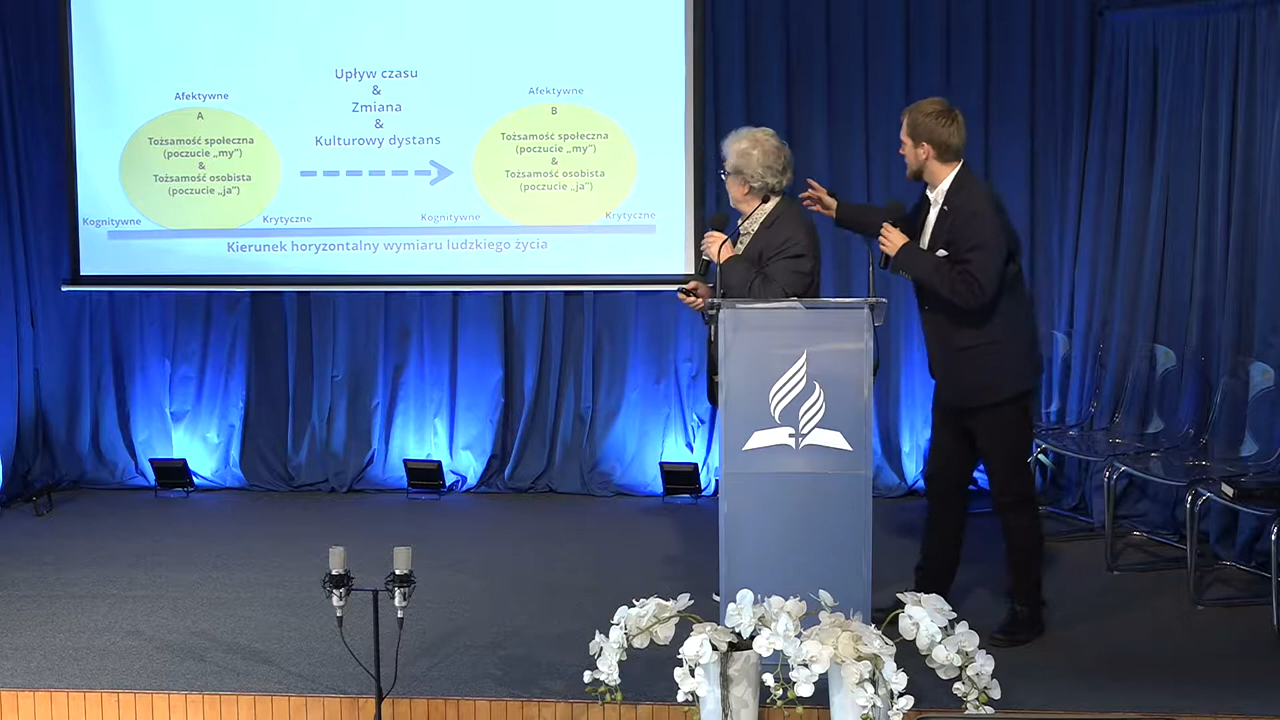 Upływ czasu
&
Zmiana
&
Kulturowy dystans
Afektywne
A
Tożsamość społeczna
(poczucie „my”)
&
Tożsamość osobista
(poczucie „ja”)
Kognitywne
Krytyczne
Afektywne
B
Tożsamość społeczna
(poczucie „my”)
&
Tożsamość osobista
(poczucie „ja”)
Kognitywne
Krytyczne
Kierunek horyzontalny wymiaru ludzkiego życia